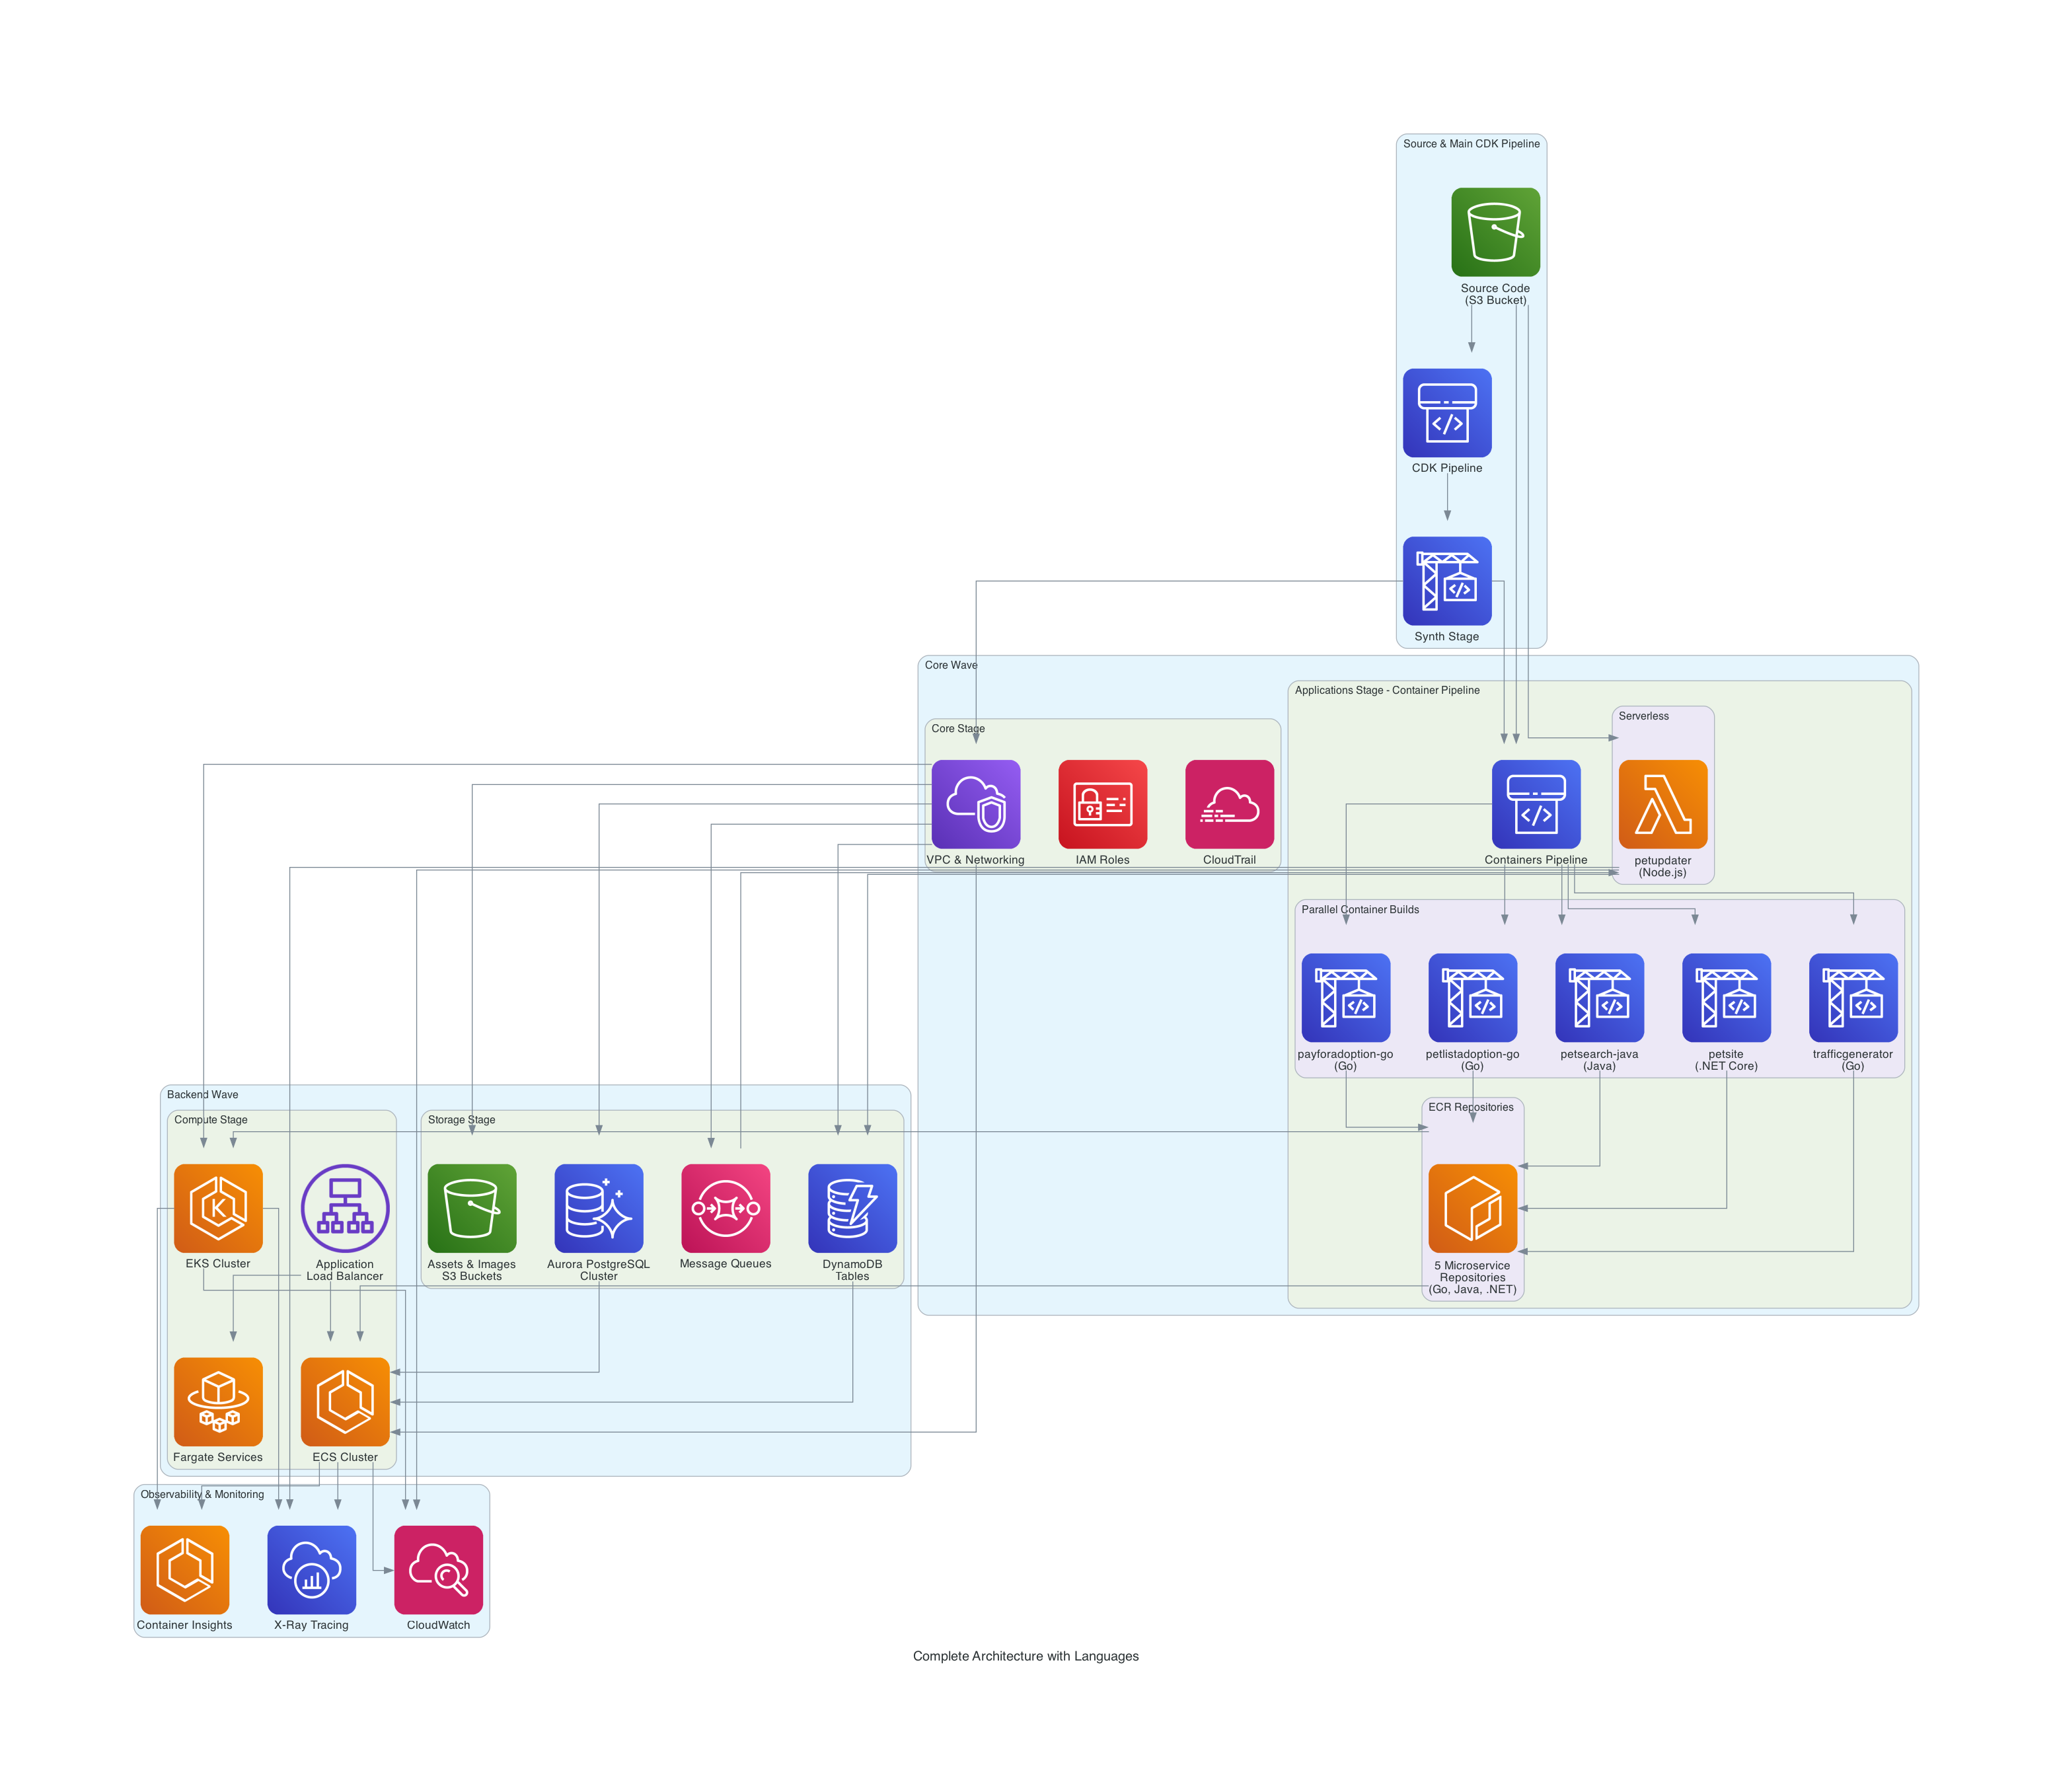 Source & Main CDK Pipeline
Source Code
(S3 Bucket)
CDK Pipeline
Synth Stage
Core Wave
Core Stage
VPC & Networking
IAM Roles
CloudTrail
Applications Stage - Container Pipeline
Containers Pipeline
Serverless
petupdater
(Node.js)
Parallel Container Builds
payforadoption-go
(Go)
petlistadoption-go
(Go)
petsearch-java
(Java)
petsite
(.NET Core)
trafficgenerator
(Go)
ECR Repositories
5 Microservice
Repositories
(Go, Java, .NET)
Backend Wave
Compute Stage
EKS Cluster
Application
Load Balancer
Fargate Services
ECS Cluster
Storage Stage
Assets & Images
S3 Buckets
Aurora PostgreSQL
Cluster
Message Queues
DynamoDB
Tables
Observability & Monitoring
Container Insights
X-Ray Tracing
CloudWatch
Complete Architecture with Languages